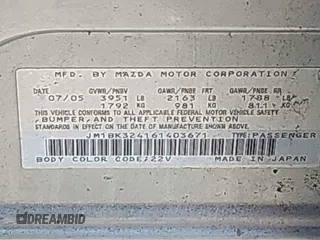 MFD. BY MAZDA MOTOR CORPORATION
DATE GVWR/PNBV GAWR/PNBE GAWR/PNBE
07/05 3951 LB 2163 LB 1788 LB
1792 KG 981 KG 811 KG
THIS VEHICLE CONFORMS TO ALL APPLICABLE
FEDERAL MOTOR VEHICLE SAFETY,
BUMPER, AND THEFT PREVENTION
STANDARDS IN EFFECT ON THE DATE OF
MANUFACTURE SHOWN ABOVE.
JM1BK324161403671 TYPE:PASSENGER
BODY COLOR CODE/22V MADE IN JAPAN
DREAMBID